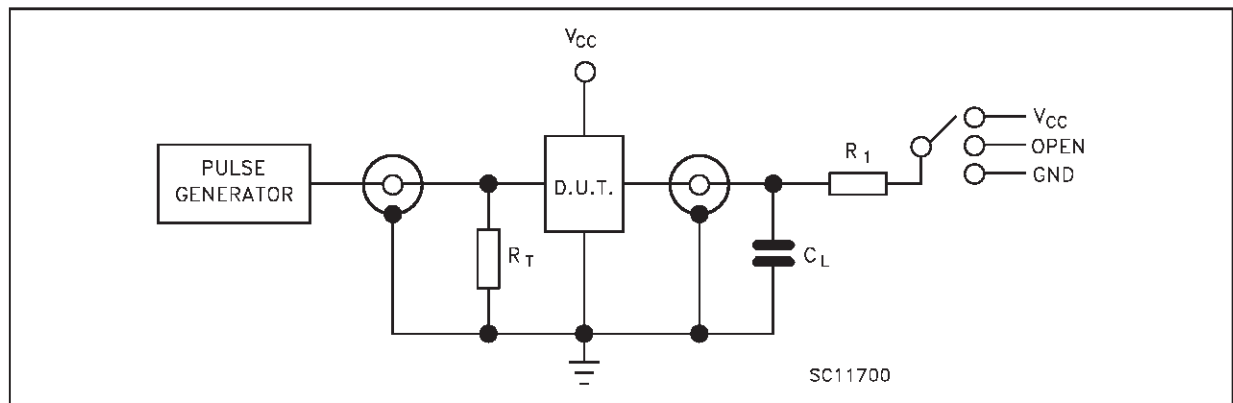 VCC
PULSE
GENERATOR
RT
D.U.T.
CL
R1
VCC
OPEN
GND
SC11700